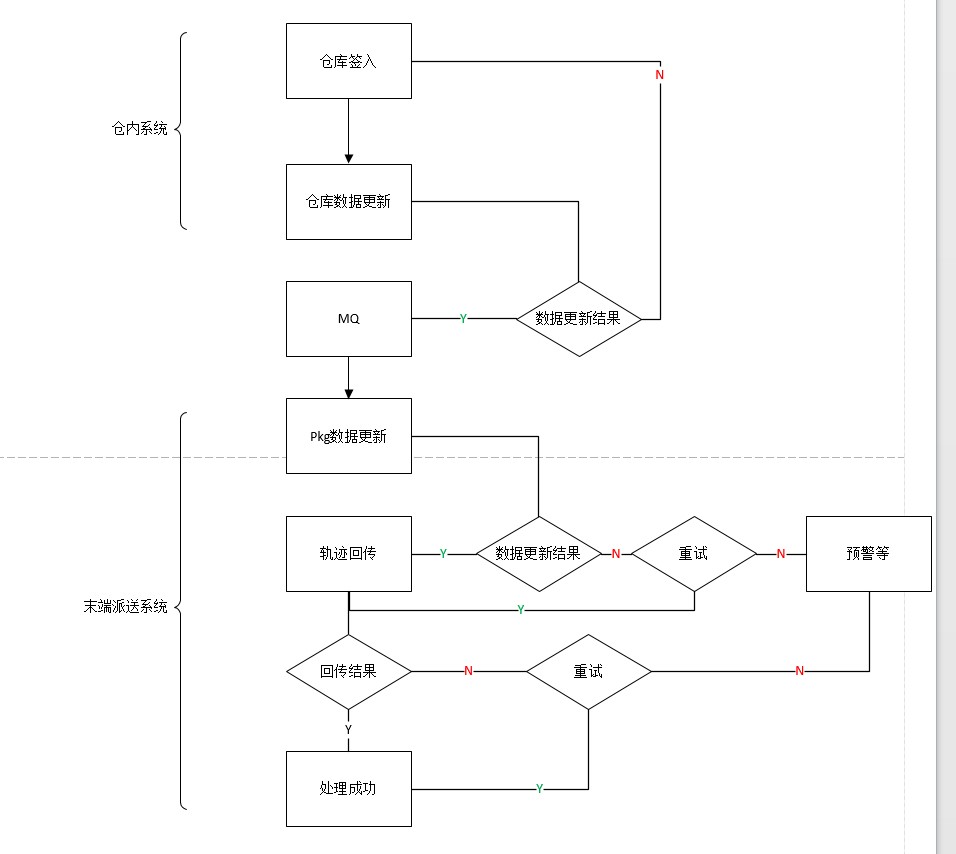 仓库签入
N
仓内系统
仓库数据更新
MQ
Y
数据更新结果
Pkg数据更新
轨迹回传
Y
数据更新结果
N
重试
N
预警等
末端派送系统
Y
回传结果
N
重试
N
Y
处理成功
Y